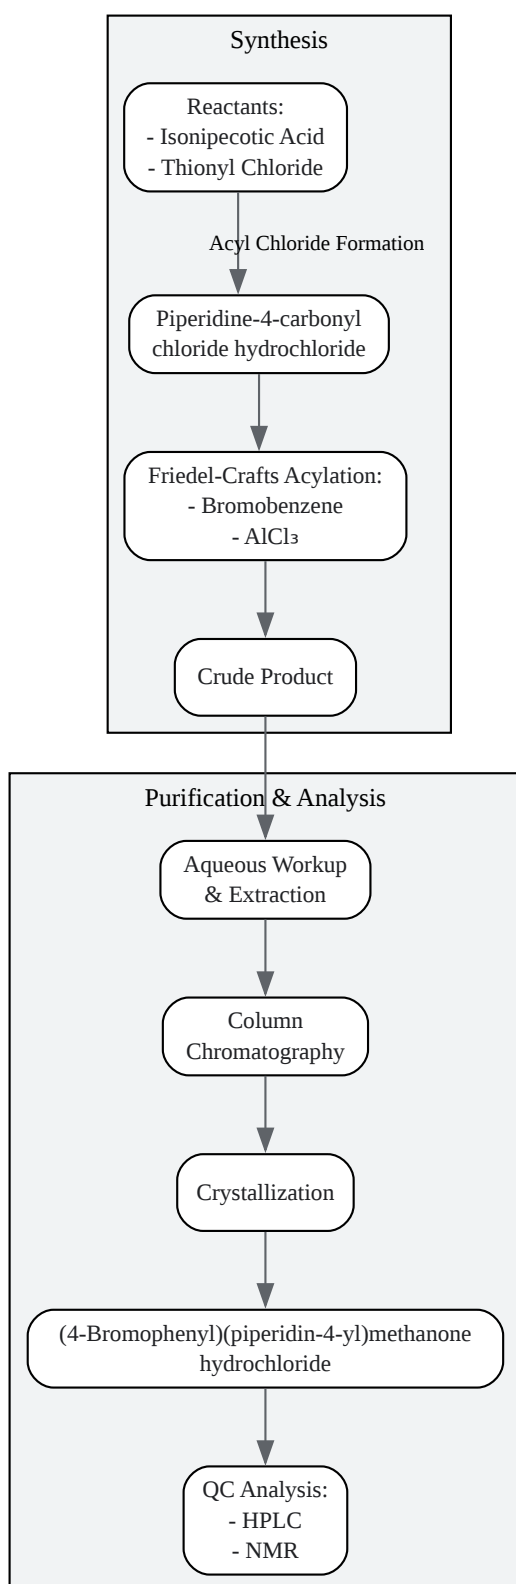 Synthesis
Reactants:
- Isonipecotic Acid
- Thionyl Chloride
Acyl Chloride Formation
Piperidine-4-carbonyl
chloride hydrochloride
Friedel-Crafts Acylation:
- Bromobenzene
- AlCl₃
Crude Product
Purification & Analysis
Aqueous Workup
& Extraction
Column
Chromatography
Crystallization
(4-Bromophenyl)(piperidin-4-yl)methanone
hydrochloride
QC Analysis:
- HPLC
- NMR